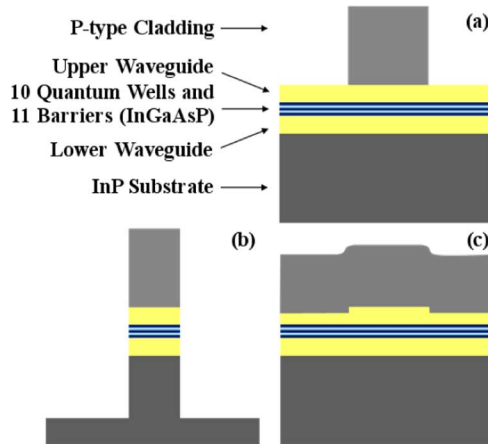 P-type Cladding
(a)
Upper Waveguide
10 Quantum Wells and
11 Barriers (InGaAsP)
Lower Waveguide
InP Substrate
(b)
(c)